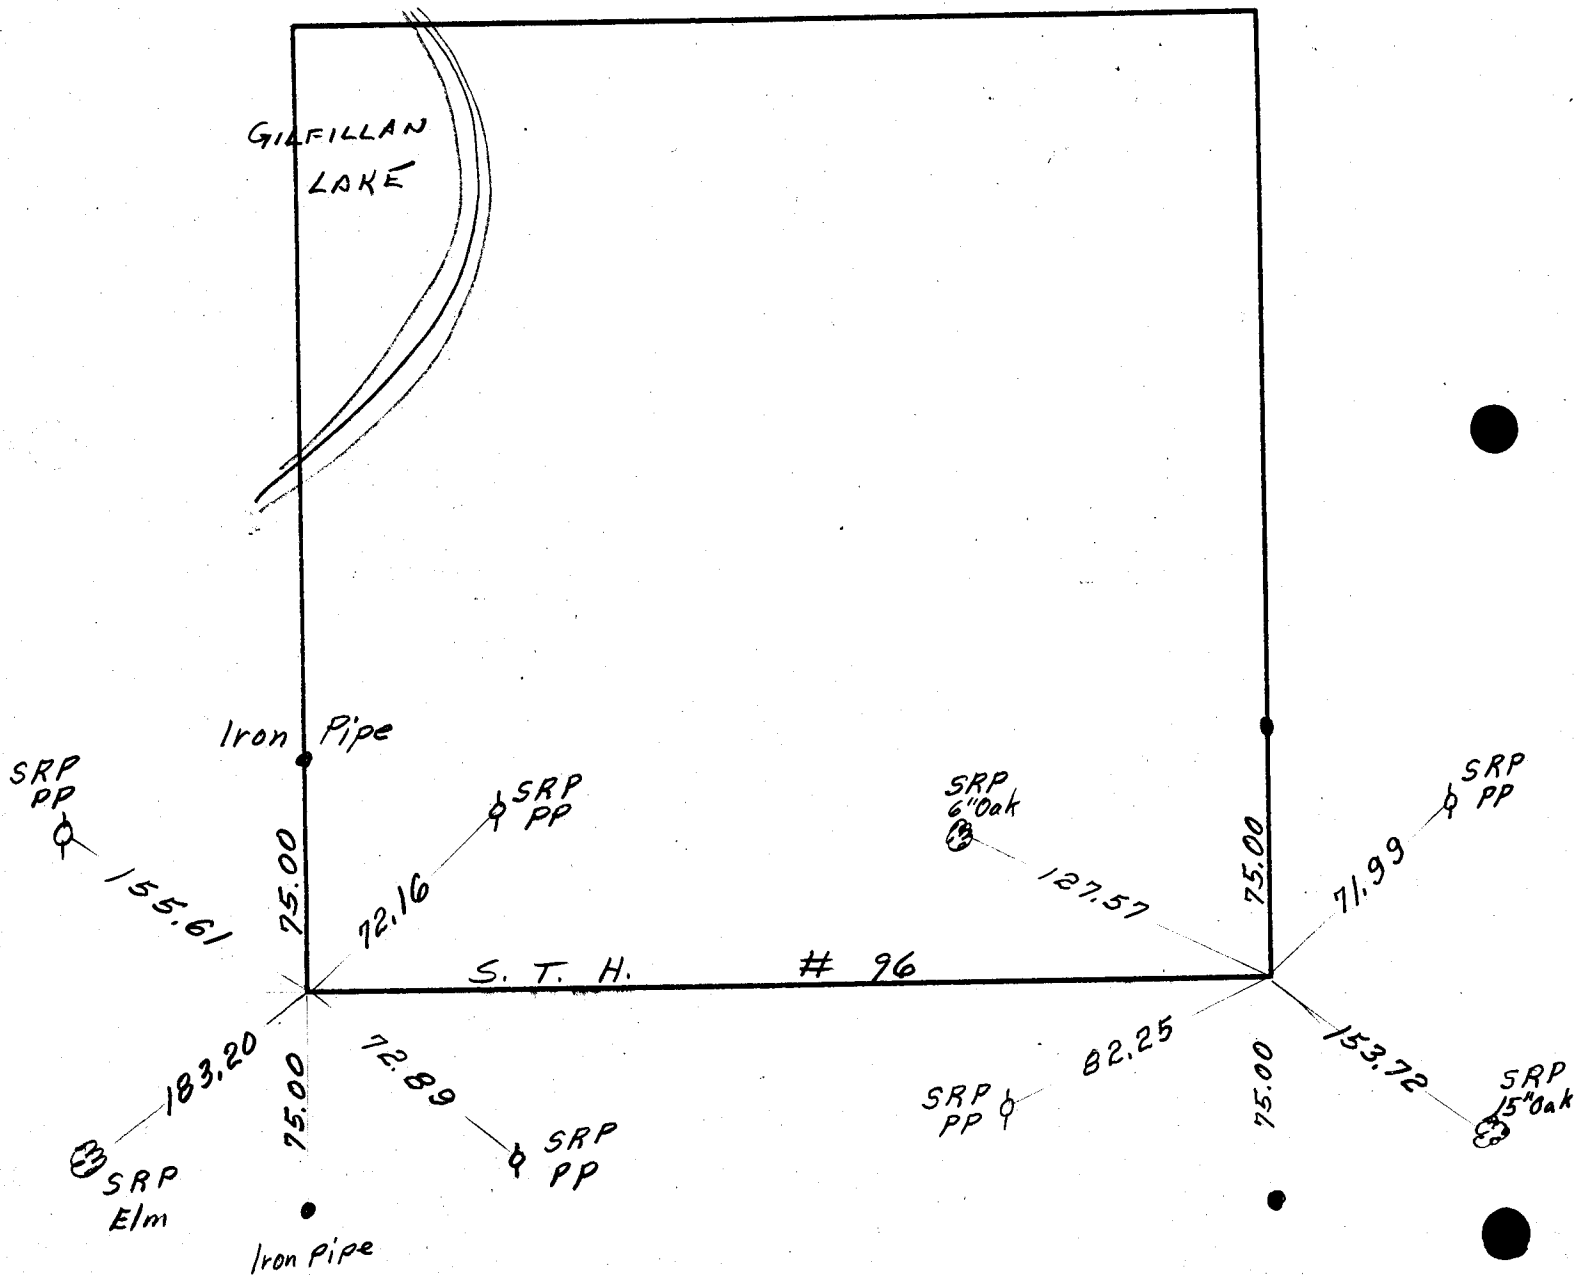 GILFILLAN
LAKE
Iron Pipe
SRP
PP
SRP
PP
SRP
6"Oak
SRP
PP
155.61
75.00
72.16
127.57
75.00
71.99
S. T. H. # 96
183.20
75.00
72.89
82.25
75.00
153.72
SRP
Elm
SRP
PP
SRP
PP
SRP
15"Oak
Iron Pipe